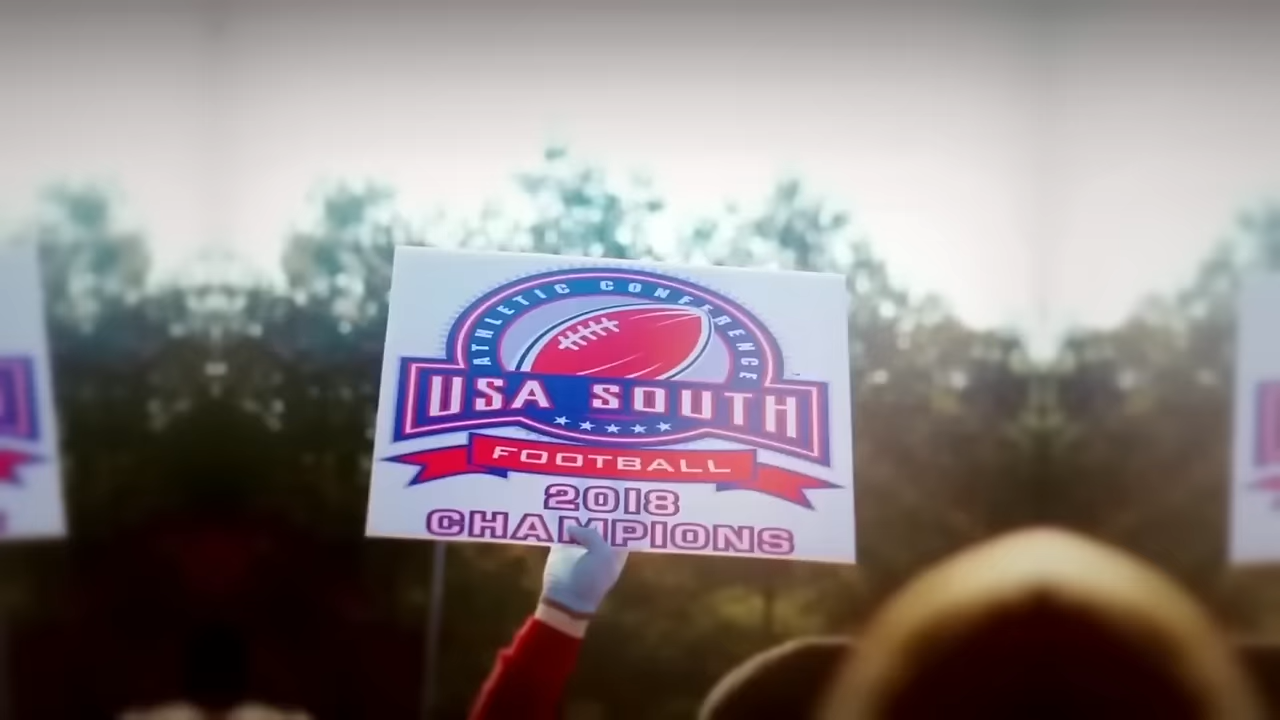 ATHLETIC CONFERENCE
USA SOUTH
FOOTBALL
2018
CHAMPIONS